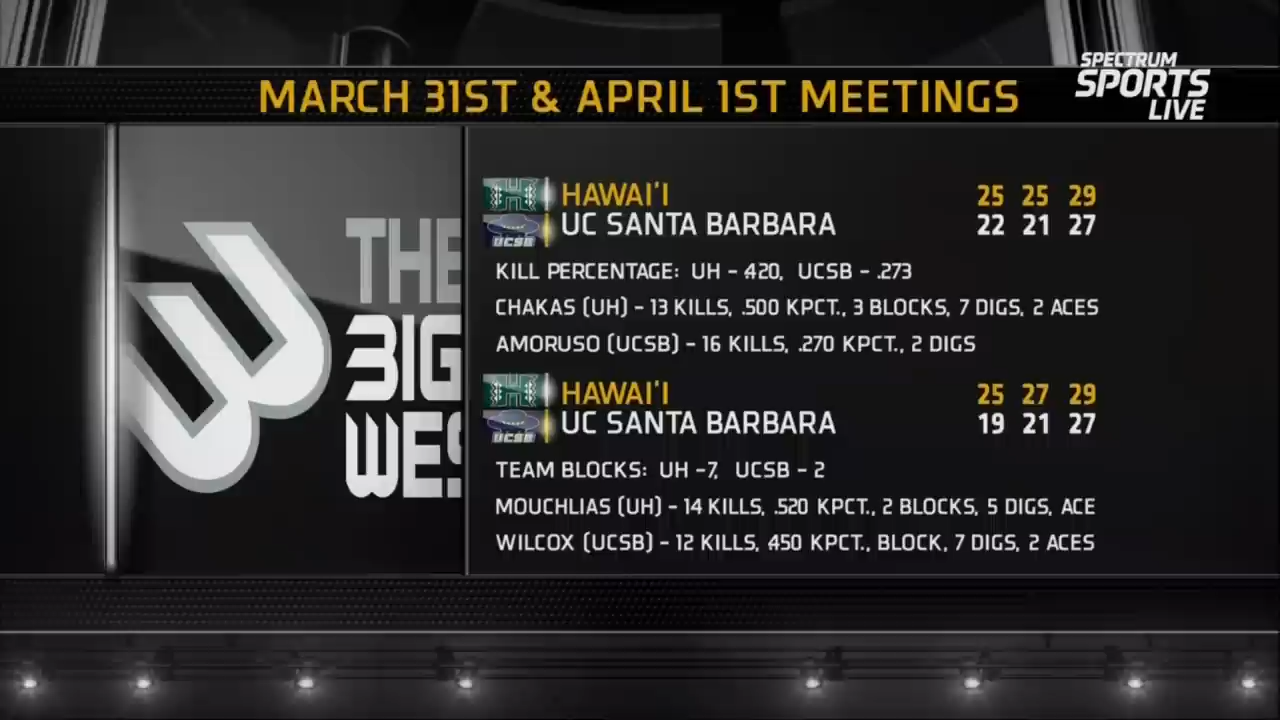 MARCH 31ST & APRIL 1ST MEETINGS
SPECTRUM
SPORTS
LIVE
THE
BIG
WES
HAWAI'I 25 25 29
UCSB
UC SANTA BARBARA 22 21 27
KILL PERCENTAGE: UH - 420, UCSB - .273
CHAKAS (UH) - 13 KILLS, .500 KPCT., 3 BLOCKS, 7 DIGS, 2 ACES
AMORUSO (UCSB) - 16 KILLS, .270 KPCT., 2 DIGS
HAWAI'I 25 27 29
UCSB
UC SANTA BARBARA 19 21 27
TEAM BLOCKS: UH -7, UCSB - 2
MOUCHLIAS (UH) - 14 KILLS, .520 KPCT., 2 BLOCKS, 5 DIGS, ACE
WILCOX (UCSB) - 12 KILLS, 450 KPCT., BLOCK, 7 DIGS, 2 ACES